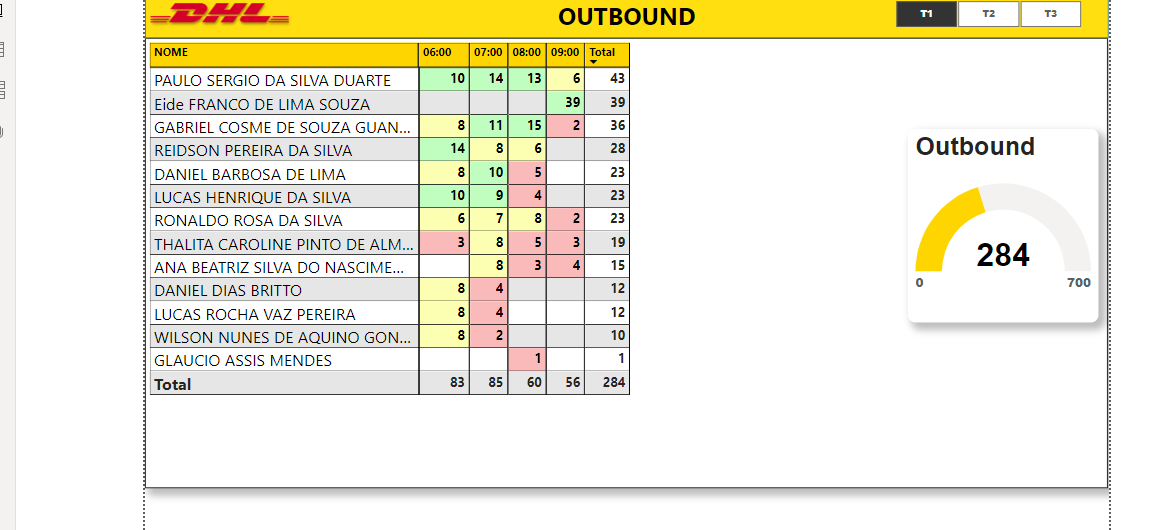 DHL OUTBOUND T1 T2 T3
NOME 06:00 07:00 08:00 09:00 Total
PAULO SERGIO DA SILVA DUARTE 10 14 13 6 43
Eide FRANCO DE LIMA SOUZA 39 39
GABRIEL COSME DE SOUZA GUAN... 8 11 15 2 36
REIDSON PEREIRA DA SILVA 14 8 6 28
DANIEL BARBOSA DE LIMA 8 10 5 23
LUCAS HENRIQUE DA SILVA 10 9 4 23
RONALDO ROSA DA SILVA 6 7 8 2 23
THALITA CAROLINE PINTO DE ALM... 3 8 5 3 19
ANA BEATRIZ SILVA DO NASCIME... 8 3 4 15
DANIEL DIAS BRITTO 8 4 12
LUCAS ROCHA VAZ PEREIRA 8 4 12
WILSON NUNES DE AQUINO GON... 8 2 10
GLAUCIO ASSIS MENDES 1 1
Total 83 85 60 56 284
Outbound
284
0 700